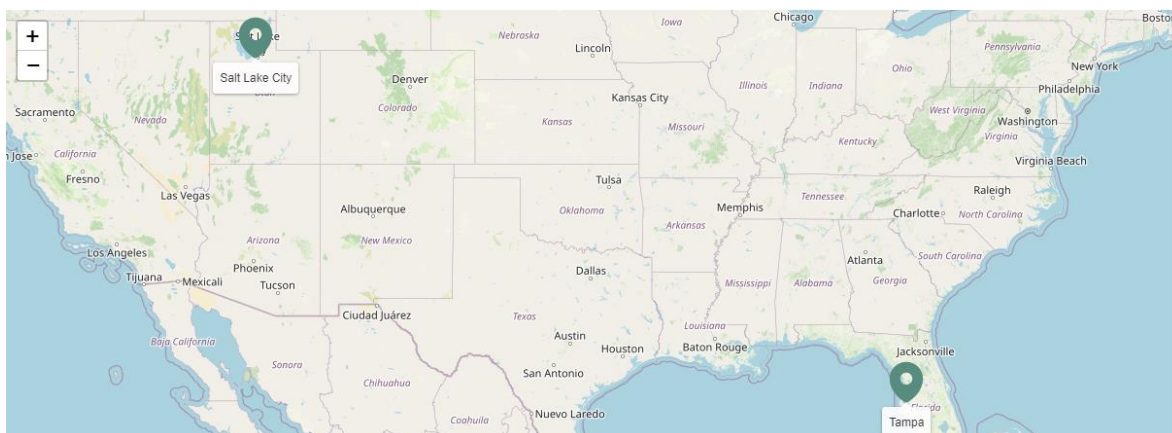 +
−
Salt Lake City
Sacramento
Nevada
n Jose
California
Fresno
Las Vegas
Los Angeles
Tijuana
Mexicali
Baja California
Arizona
Phoenix
Tucson
Sonora
Denver
Colorado
Albuquerque
New Mexico
Ciudad Juárez
Chihuahua
Coahuila
Nebraska
Lincoln
Iowa
Kansas City
Kansas
Missouri
Tulsa
Oklahoma
Arkansas
Dallas
Texas
Austin
Houston
San Antonio
Nuevo Laredo
Chicago
Illinois
Indiana
Ohio
Kentucky
Memphis
Tennessee
Mississippi
Alabama
Louisiana
Baton Rouge
Atlanta
Georgia
Pennsylvania
New York
Philadelphia
Washington
West Virginia
Virginia
Virginia Beach
Raleigh
Charlotte
North Carolina
South Carolina
Jacksonville
Florida
Tampa
Bosto